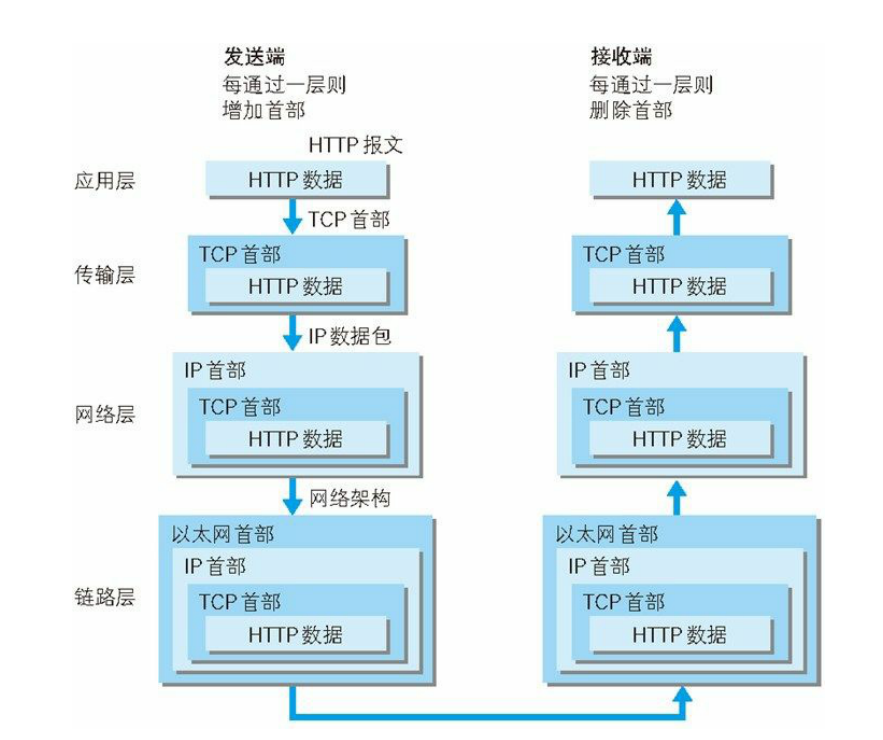 发送端
每通过一层则
增加首部
接收端
每通过一层则
删除首部
HTTP 报文
应用层
HTTP 数据
HTTP 数据
TCP 首部
传输层
TCP 首部
HTTP 数据
TCP 首部
HTTP 数据
IP 数据包
网络层
IP 首部
TCP 首部
HTTP 数据
IP 首部
TCP 首部
HTTP 数据
网络架构
链路层
以太网首部
IP 首部
TCP 首部
HTTP 数据
以太网首部
IP 首部
TCP 首部
HTTP 数据